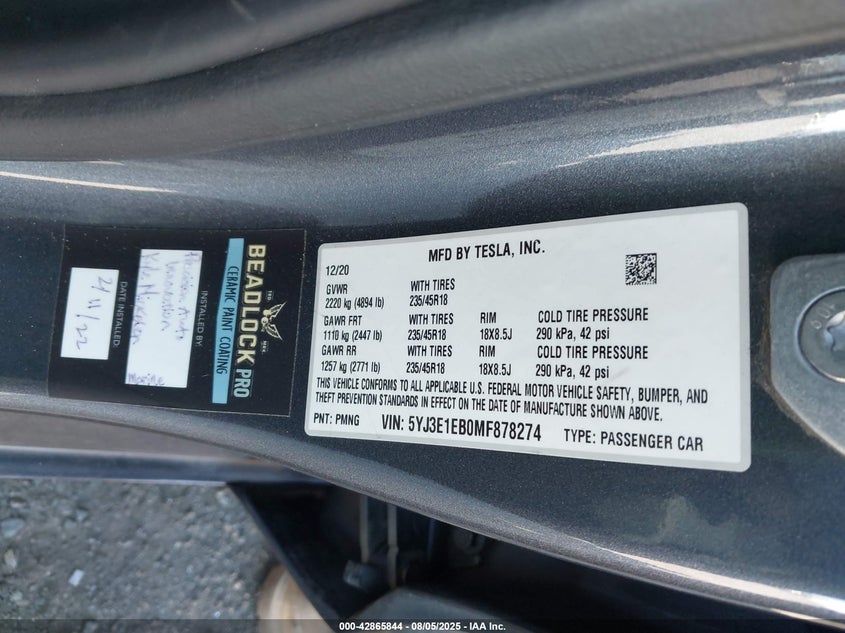 MFD BY TESLA, INC.
12/20
GVWR WITH TIRES
2220 kg (4894 lb) 235/45R18
GAWR FRT WITH TIRES RIM COLD TIRE PRESSURE
1110 kg (2447 lb) 235/45R18 18X8.5J 290 kPa, 42 psi
GAWR RR WITH TIRES RIM COLD TIRE PRESSURE
1257 kg (2771 lb) 235/45R18 18X8.5J 290 kPa, 42 psi
THIS VEHICLE CONFORMS TO ALL APPLICABLE U.S. FEDERAL MOTOR VEHICLE SAFETY, BUMPER, AND
THEFT PREVENTION STANDARDS IN EFFECT ON THE DATE OF MANUFACTURE SHOWN ABOVE.
PNT: PMNG VIN: 5YJ3E1EB0MF878274 TYPE: PASSENGER CAR
BEADLOCK PRO
CERAMIC PAINT COATING
INSTALLED BY:
Auto
Marine
DATE INSTALLED:
2/11/22
000-42865844 - 08/05/2025 - IAA Inc.